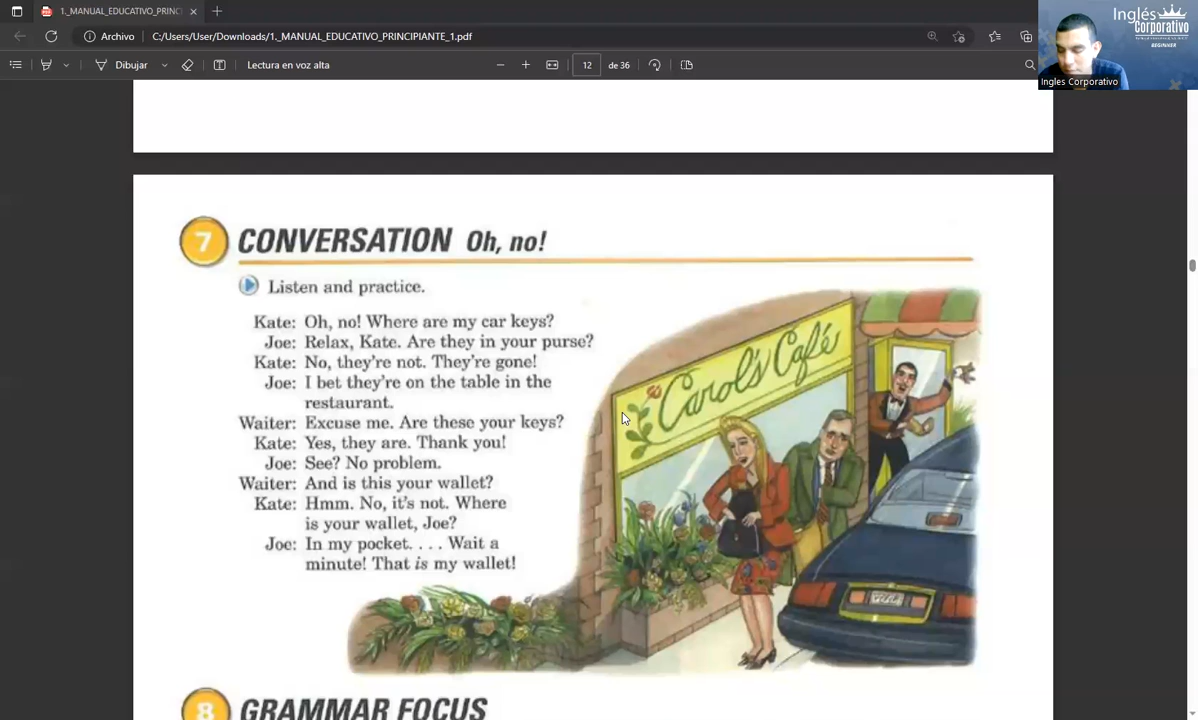 1._MANUAL_EDUCATIVO_PRINCI
Archivo
C:/Users/User/Downloads/1._MANUAL_EDUCATIVO_PRINCIPIANTE_1.pdf
Dibujar
Lectura en voz alta
12
de 36
Inglés
Corporativo
BEGINNER
Ingles Corporativo
7 CONVERSATION Oh, no!
Listen and practice.
Kate: Oh, no! Where are my car keys?
Joe: Relax, Kate. Are they in your purse?
Kate: No, they're not. They're gone!
Joe: I bet they're on the table in the
restaurant.
Waiter: Excuse me. Are these your keys?
Kate: Yes, they are. Thank you!
Joe: See? No problem.
Waiter: And is this your wallet?
Kate: Hmm. No, it's not. Where
is your wallet, Joe?
Joe: In my pocket. . . . Wait a
minute! That is my wallet!
Carol's Café
8 GRAMMAR FOCUS